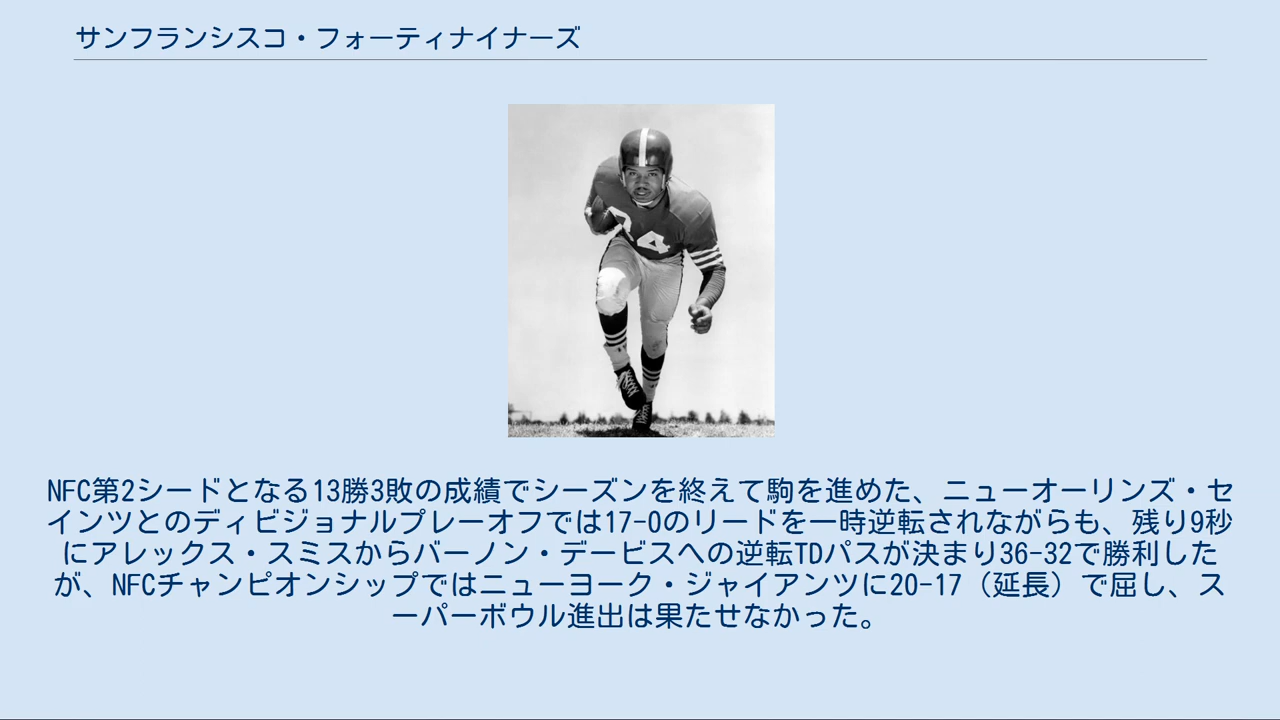 サンフランシスコ・フォーティナイナーズ
NFC第2シードとなる13勝3敗の成績でシーズンを終えて駒を進めた、ニューオーリンズ・セ
インツとのディビジョナルプレーオフでは17-0のリードを一時逆転されながらも、残り9秒
にアレックス・スミスからバーノン・デービスへの逆転TDパスが決まり36-32で勝利した
が、NFCチャンピオンシップではニューヨーク・ジャイアンツに20-17（延長）で屈し、ス
ーパーボウル進出は果たせなかった。